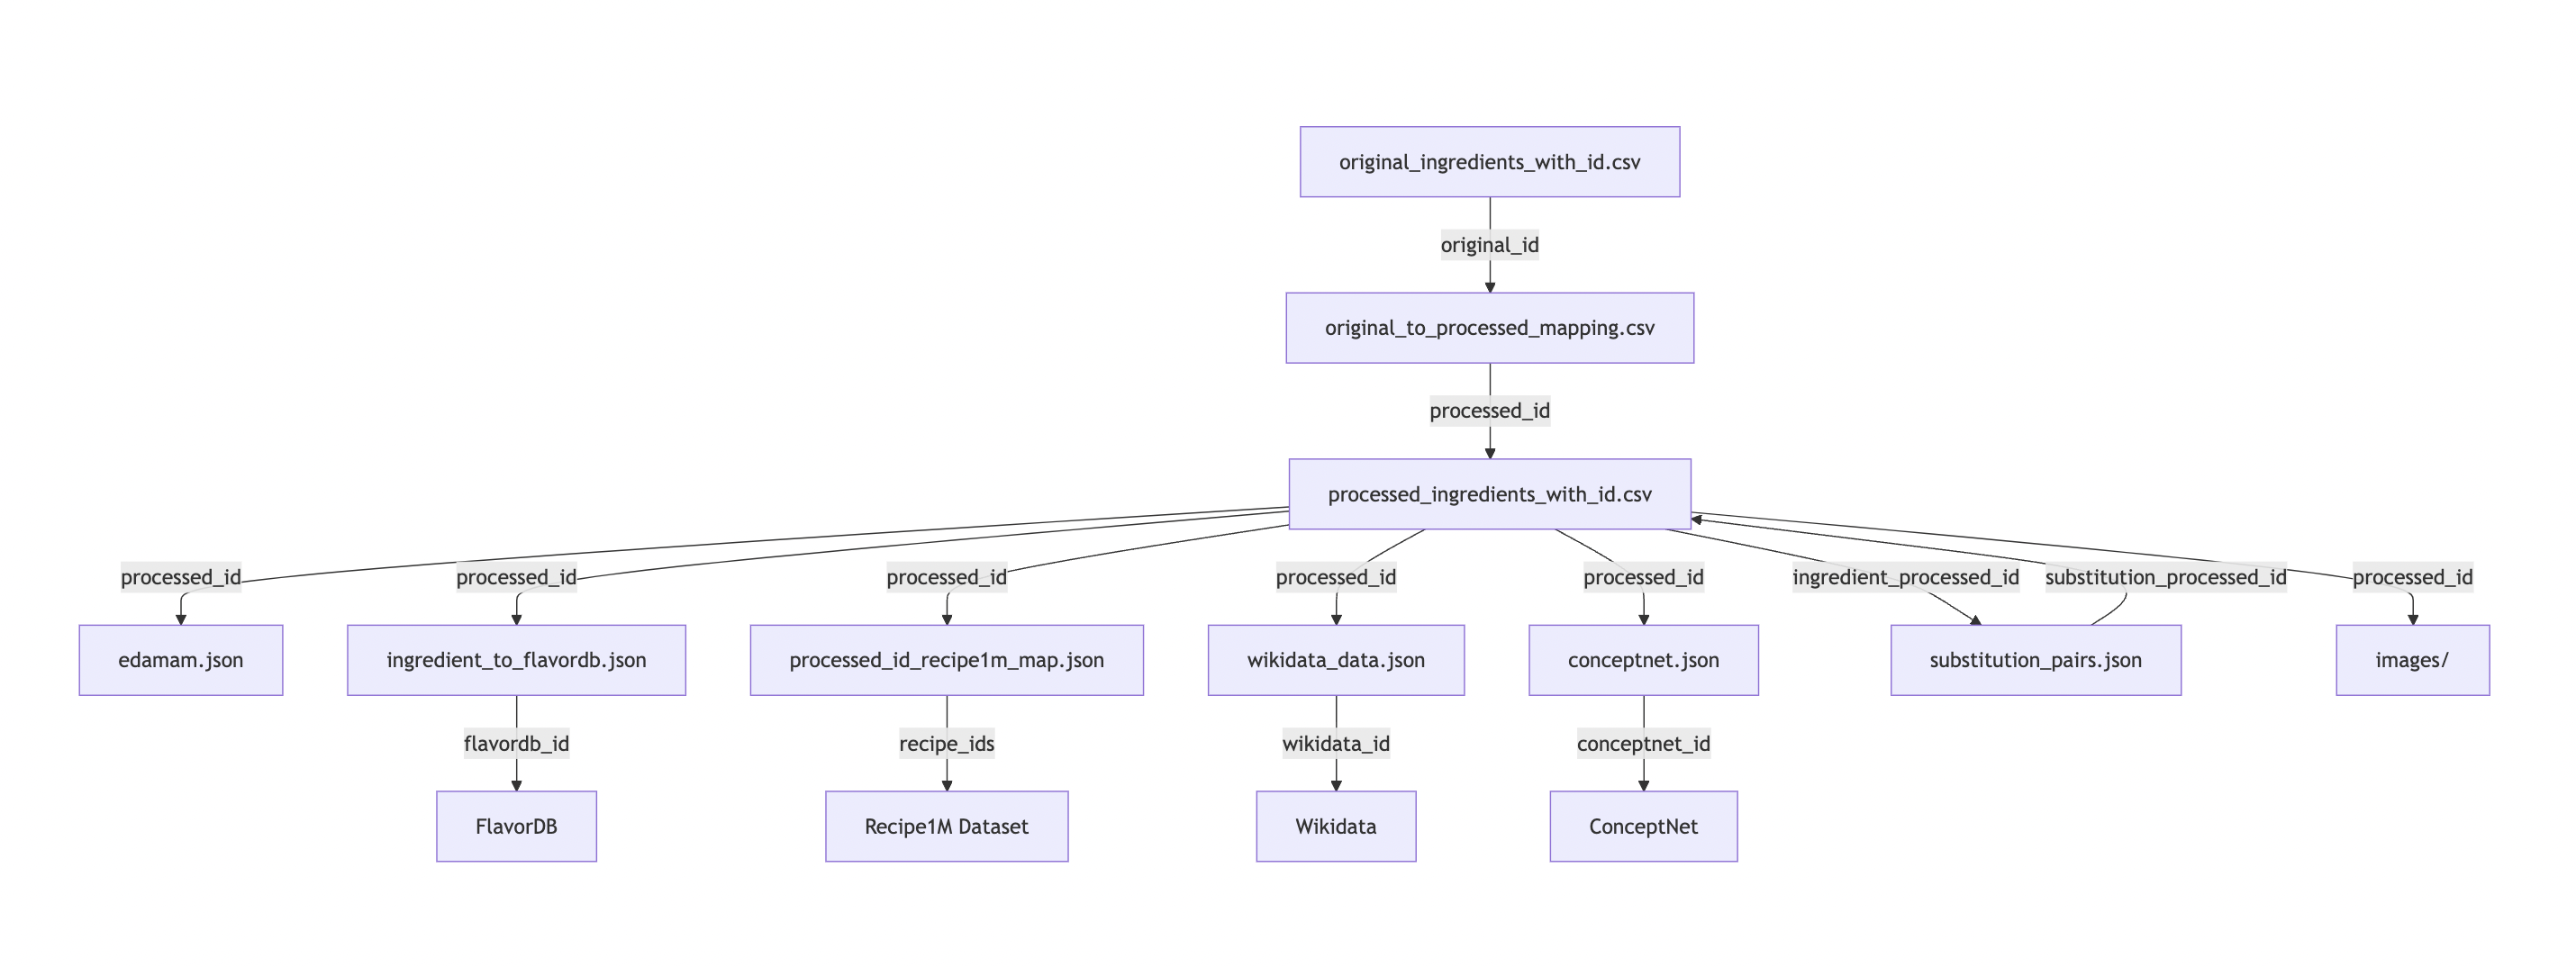 original_ingredients_with_id.csv
original_id
original_to_processed_mapping.csv
processed_id
processed_ingredients_with_id.csv
processed_id
processed_id
processed_id
processed_id
processed_id
ingredient_processed_id
substitution_processed_id
processed_id
edamam.json
ingredient_to_flavordb.json
processed_id_recipe1m_map.json
wikidata_data.json
conceptnet.json
substitution_pairs.json
images/
flavordb_id
recipe_ids
wikidata_id
conceptnet_id
FlavorDB
Recipe1M Dataset
Wikidata
ConceptNet